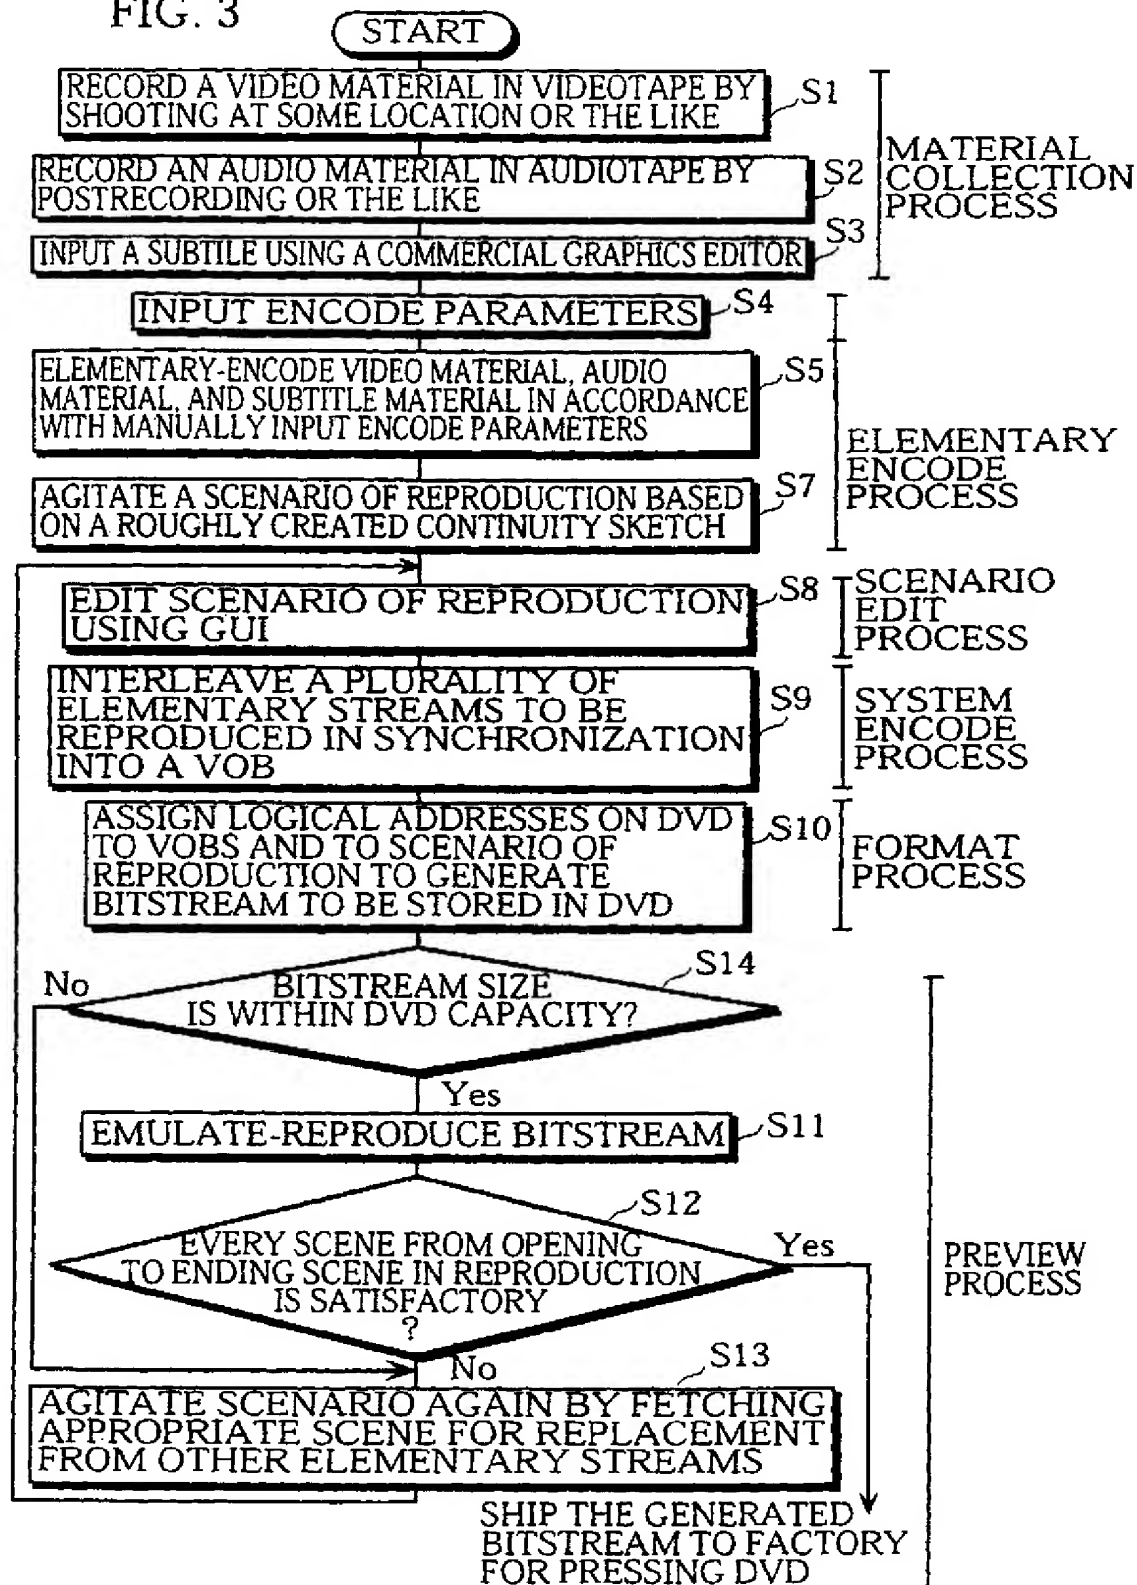 FIG. 3
START
RECORD A VIDEO MATERIAL IN VIDEOTAPE BY
SHOOTING AT SOME LOCATION OR THE LIKE
S1
RECORD AN AUDIO MATERIAL IN AUDIOTAPE BY
POSTRECORDING OR THE LIKE
S2
INPUT A SUBTILE USING A COMMERCIAL GRAPHICS EDITOR
S3
MATERIAL
COLLECTION
PROCESS
INPUT ENCODE PARAMETERS
S4
ELEMENTARY-ENCODE VIDEO MATERIAL, AUDIO
MATERIAL, AND SUBTITLE MATERIAL IN ACCORDANCE
WITH MANUALLY INPUT ENCODE PARAMETERS
S5
AGITATE A SCENARIO OF REPRODUCTION BASED
ON A ROUGHLY CREATED CONTINUITY SKETCH
S7
ELEMENTARY
ENCODE
PROCESS
EDIT SCENARIO OF REPRODUCTION
USING GUI
S8
SCENARIO
EDIT
PROCESS
INTERLEAVE A PLURALITY OF
ELEMENTARY STREAMS TO BE
REPRODUCED IN SYNCHRONIZATION
INTO A VOB
S9
SYSTEM
ENCODE
PROCESS
ASSIGN LOGICAL ADDRESSES ON DVD
TO VOBS AND TO SCENARIO OF
REPRODUCTION TO GENERATE
BITSTREAM TO BE STORED IN DVD
S10
FORMAT
PROCESS
No
BITSTREAM SIZE
IS WITHIN DVD CAPACITY?
S14
Yes
EMULATE-REPRODUCE BITSTREAM
S11
S12
EVERY SCENE FROM OPENING
TO ENDING SCENE IN REPRODUCTION
IS SATISFACTORY
?
Yes
PREVIEW
PROCESS
No
S13
AGITATE SCENARIO AGAIN BY FETCHING
APPROPRIATE SCENE FOR REPLACEMENT
FROM OTHER ELEMENTARY STREAMS
SHIP THE GENERATED
BITSTREAM TO FACTORY
FOR PRESSING DVD